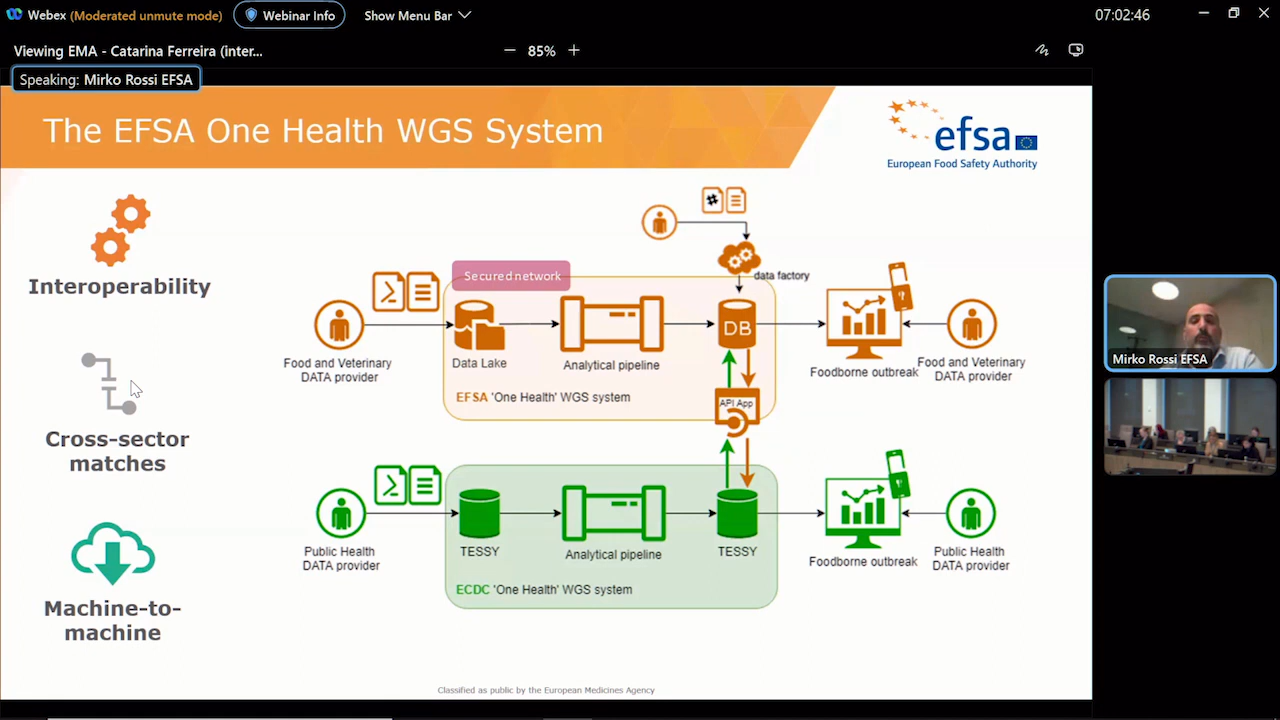 Webex (Moderated unmute mode) Webinar Info Show Menu Bar 07:02:46
Viewing EMA - Catarina Ferreira (inter... 85%
Speaking: Mirko Rossi EFSA
The EFSA One Health WGS System
efsa
European Food Safety Authority
Interoperability
Cross-sector
matches
Machine-to-
machine
Secured network
data factory
DB
Food and Veterinary
DATA provider
Data Lake
Analytical pipeline
Foodborne outbreak
Food and Veterinary
DATA provider
EFSA 'One Health' WGS system
API App
Public Health
DATA provider
TESSY
Analytical pipeline
TESSY
Foodborne outbreak
Public Health
DATA provider
ECDC 'One Health' WGS system
Classified as public by the European Medicines Agency
Mirko Rossi EFSA